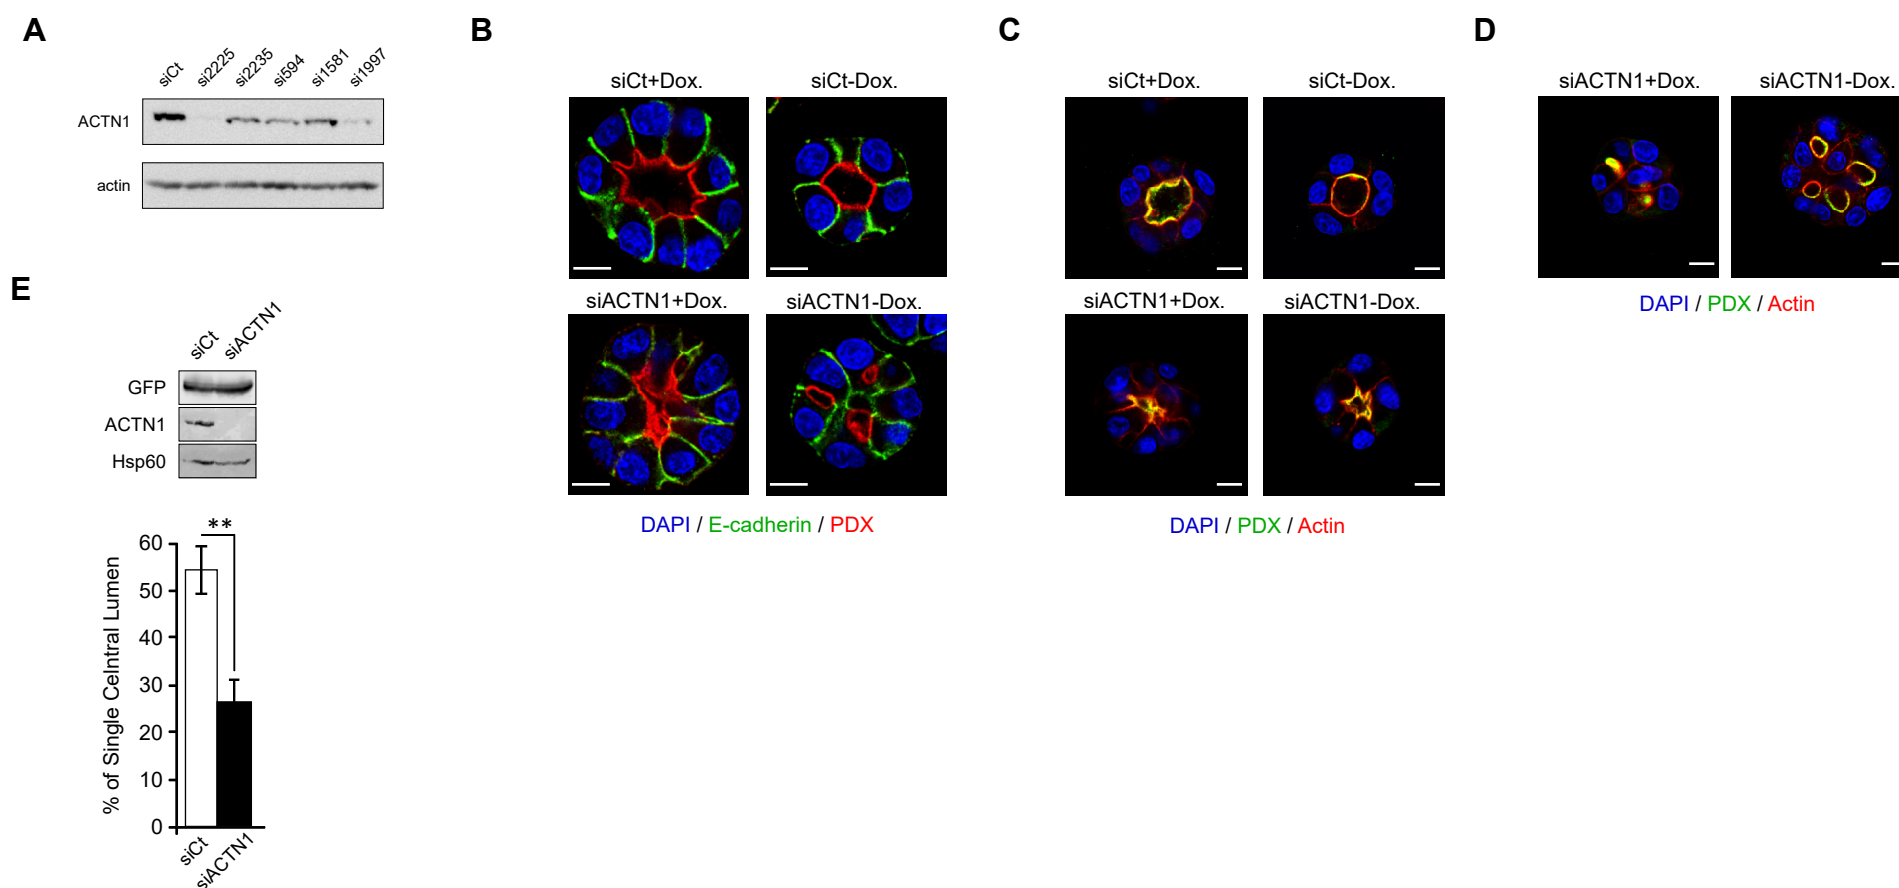 A
siCt si2225 si2235 si594 si1581 si1997
ACTN1
actin
B
siCt+Dox. siCt-Dox.
siACTN1+Dox. siACTN1-Dox.
DAPI / E-cadherin / PDX
C
siCt+Dox. siCt-Dox.
siACTN1+Dox. siACTN1-Dox.
DAPI / PDX / Actin
D
siACTN1+Dox. siACTN1-Dox.
DAPI / PDX / Actin
E
siCt siACTN1
GFP
ACTN1
Hsp60
**
% of Single Celntral Lumen
60
50
40
30
20
10
0
siCt siACTN1